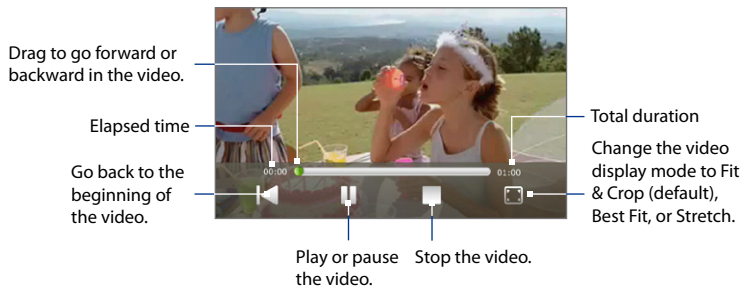 Drag to go forward or
backward in the video.
Elapsed time
Go back to the
beginning of
the video.
00:00
01:00
Total duration
Change the video
display mode to Fit
& Crop (default),
Best Fit, or Stretch.
Play or pause
the video.
Stop the video.